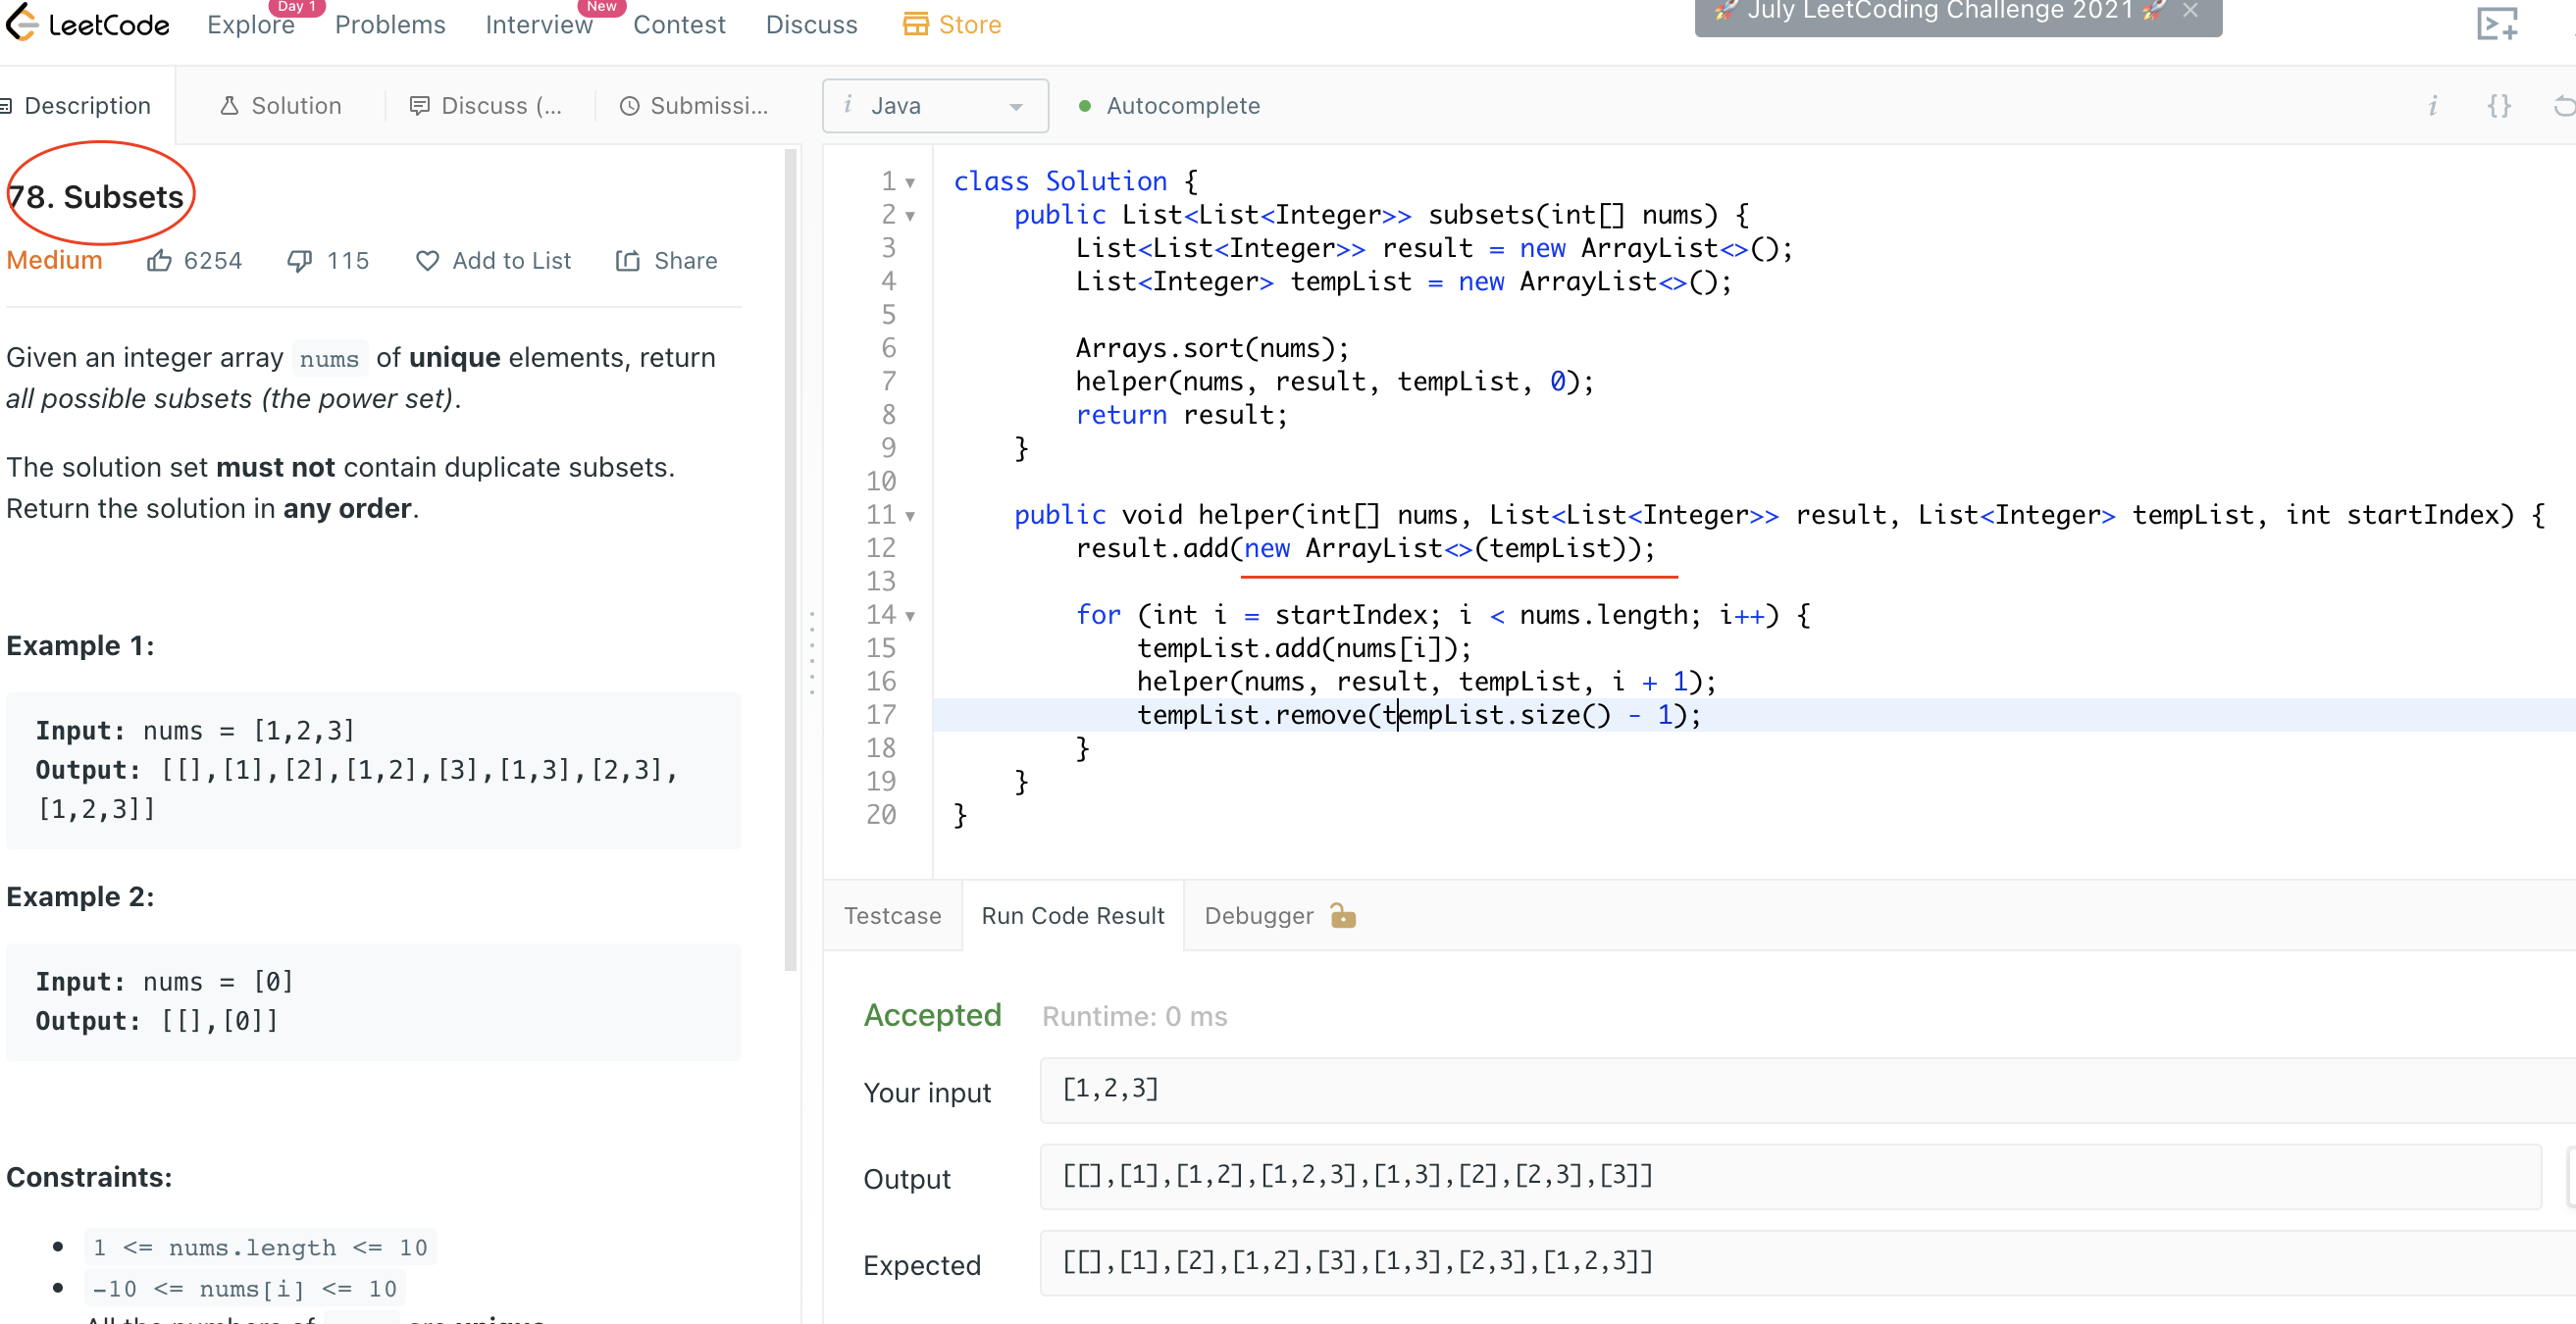 LeetCode Explore Day 1 Problems Interview New Contest Discuss Store 🚀 July LeetCoding Challenge 2021 🚀 ×
Description Solution Discuss (... Submissi... i Java Autocomplete i {}
78. Subsets
Medium 6254 115 Add to List Share
Given an integer array nums of unique elements, return
all possible subsets (the power set).
The solution set must not contain duplicate subsets.
Return the solution in any order.
Example 1:
Input: nums = [1,2,3]
Output: [[],[1],[2],[1,2],[3],[1,3],[2,3],
[1,2,3]]
Example 2:
Input: nums = [0]
Output: [[],[0]]
Constraints:
• 1 <= nums.length <= 10
• -10 <= nums[i] <= 10
All the numbers of are unique
1 class Solution {
2 public List<List<Integer>> subsets(int[] nums) {
3 List<List<Integer>> result = new ArrayList<>();
4 List<Integer> tempList = new ArrayList<>();
5
6 Arrays.sort(nums);
7 helper(nums, result, tempList, 0);
8 return result;
9 }
10
11 public void helper(int[] nums, List<List<Integer>> result, List<Integer> tempList, int startIndex) {
12 result.add(new ArrayList<>(tempList));
13
14 for (int i = startIndex; i < nums.length; i++) {
15 tempList.add(nums[i]);
16 helper(nums, result, tempList, i + 1);
17 tempList.remove(tempList.size() - 1);
18 }
19 }
20 }
Testcase Run Code Result Debugger
Accepted Runtime: 0 ms
Your input [1,2,3]
Output [[],[1],[1,2],[1,2,3],[1,3],[2],[2,3],[3]]
Expected [[],[1],[2],[1,2],[3],[1,3],[2,3],[1,2,3]]